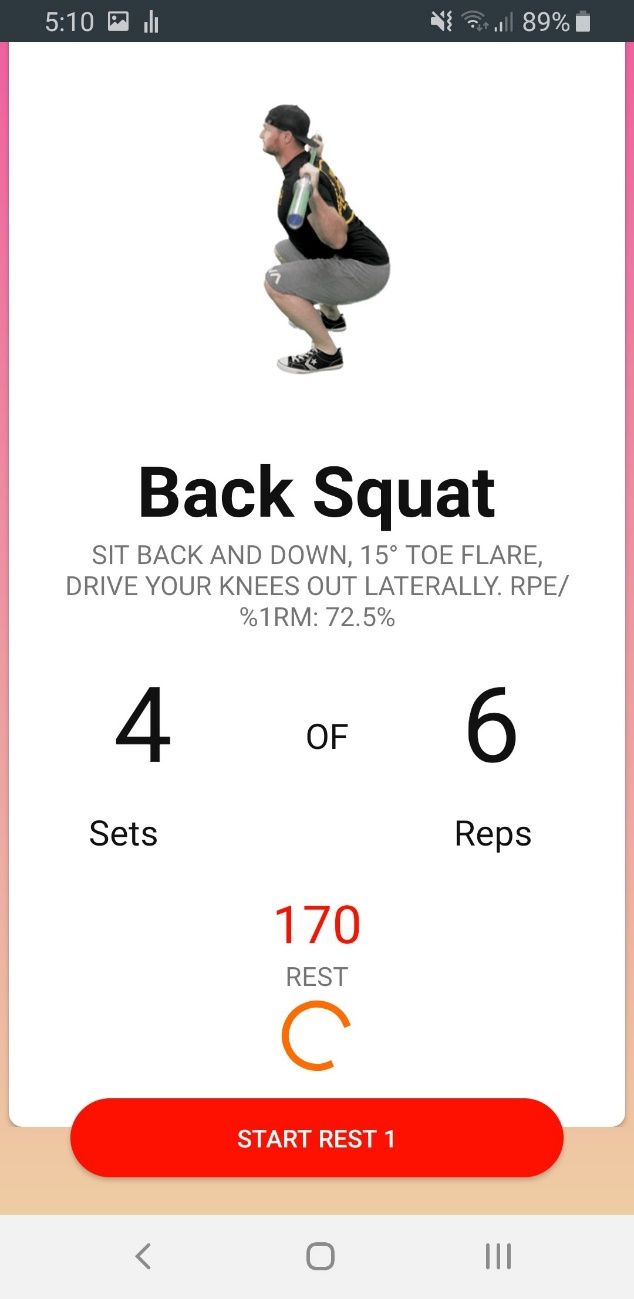 5:10 89%
Back Squat
SIT BACK AND DOWN, 15° TOE FLARE,
DRIVE YOUR KNEES OUT LATERALLY. RPE/
%1RM: 72.5%
4 OF 6
Sets Reps
170
REST
START REST 1